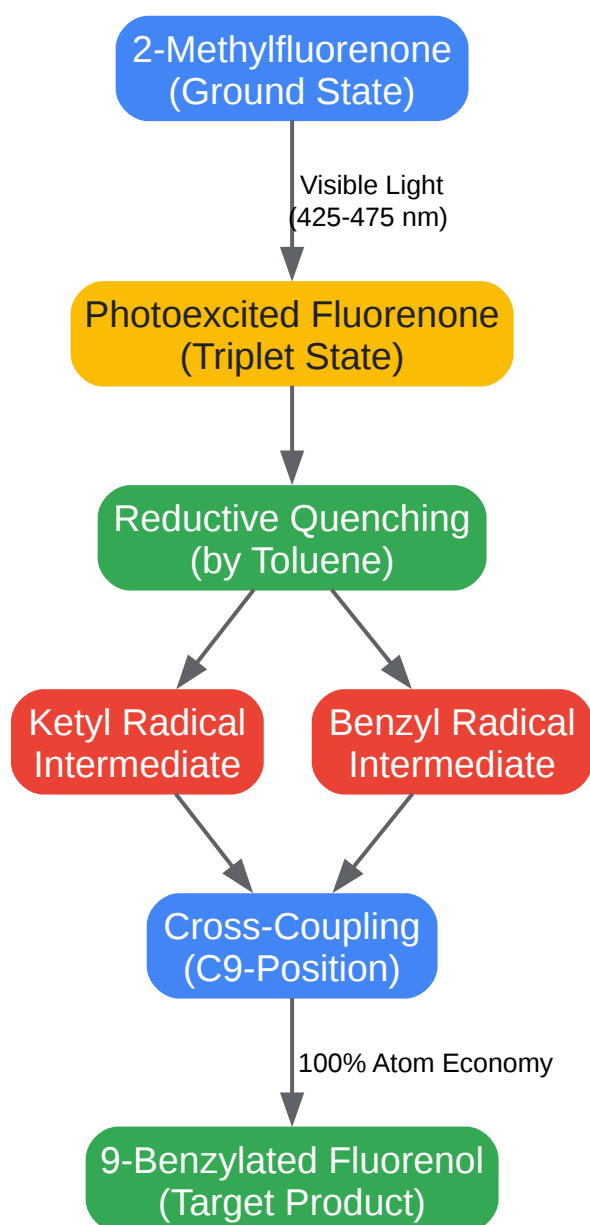 2-Methylfluorenone
(Ground State)
Visible Light
(425-475 nm)
Photoexcited Fluorenone
(Triplet State)
Reductive Quenching
(by Toluene)
Ketyl Radical
Intermediate
Benzyl Radical
Intermediate
Cross-Coupling
(C9-Position)
100% Atom Economy
9-Benzylated Fluorenol
(Target Product)